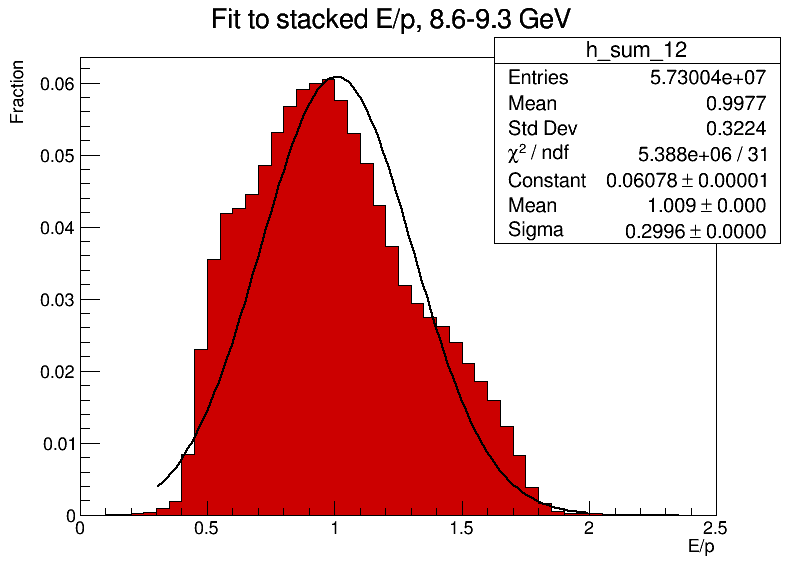 Fit to stacked E/p, 8.6-9.3 GeV
h_sum_12
Entries 5.73004e+07
Mean 0.9977
Std Dev 0.3224
χ² / ndf 5.388e+06 / 31
Constant 0.06078 ± 0.00001
Mean 1.009 ± 0.000
Sigma 0.2996 ± 0.0000
Fraction
0.06
0.05
0.04
0.03
0.02
0.01
0
0 0.5 1 1.5 2 2.5
E/p